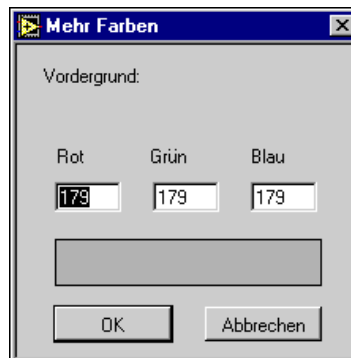 Mehr Farben
Vordergrund:
Rot Grün Blau
179 179 179
OK Abbrechen